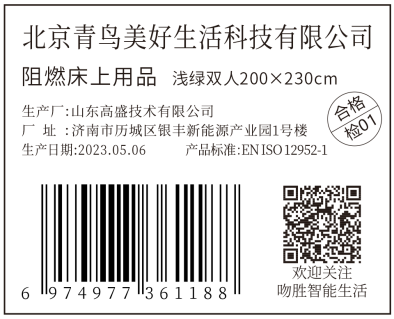 北京青鸟美好生活科技有限公司
阻燃床上用品 浅绿双人200×230cm
生产厂:山东高盛技术有限公司
厂 址 :济南市历城区银丰新能源产业园1号楼
生产日期:2023.05.06 产品标准:EN ISO 12952-1
合格
检01
6 974977 361188
欢迎关注
吻胜智能生活